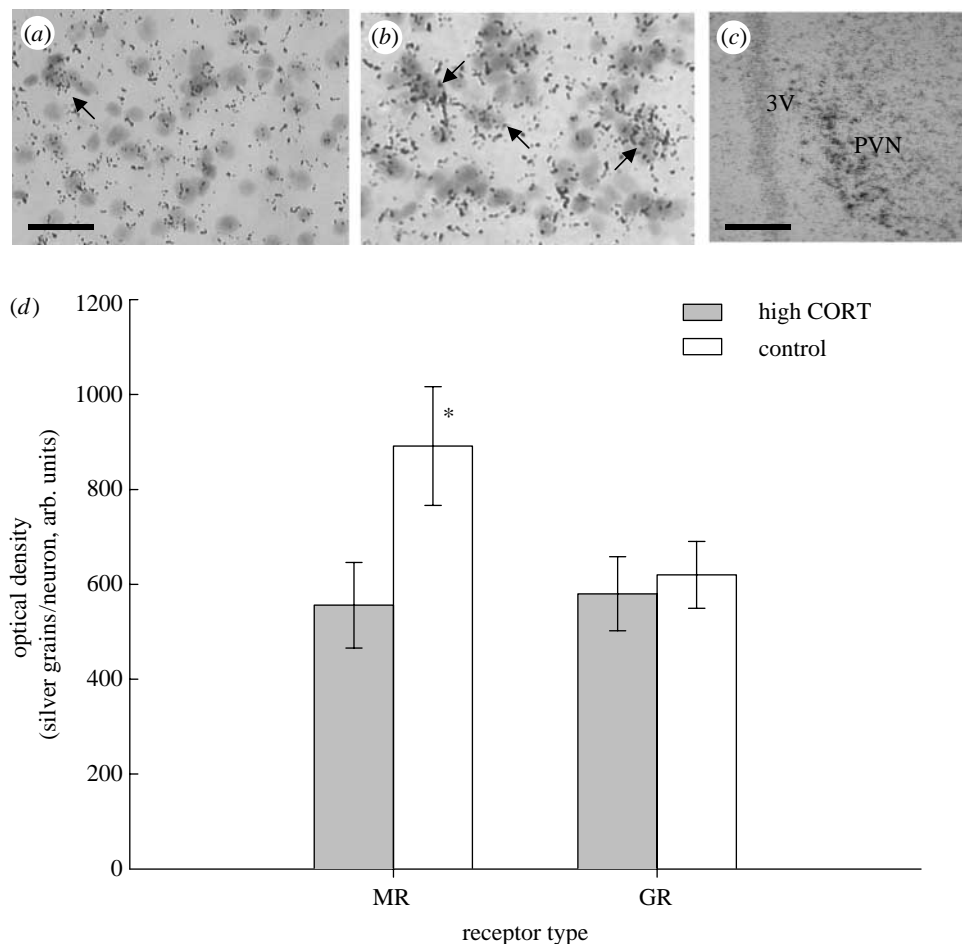 (a)
(b)
(c)
3V
PVN
(d)
1200
1000
800
600
400
200
0
optical density
(silver grains/neuron, arb. units)
high CORT
control
*
MR
GR
receptor type